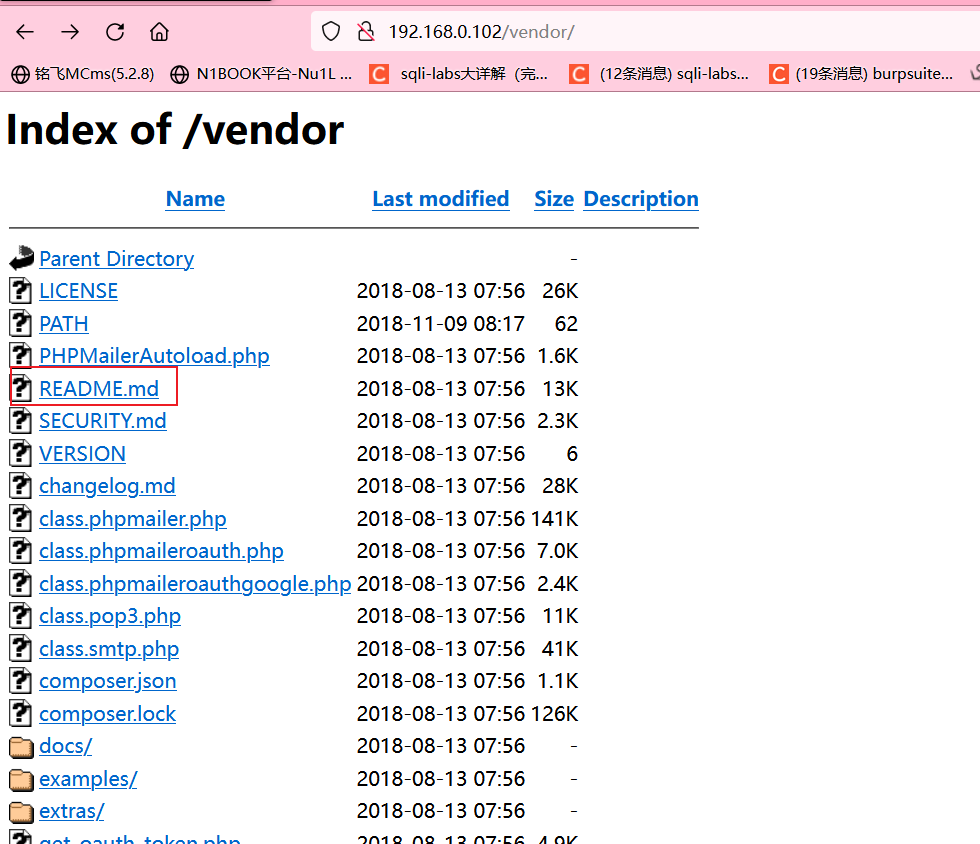 192.168.0.102/vendor/
铭飞MCms(5.2.8) N1BOOK平台-Nu1L ... sqli-labs大详解（完... (12条消息) sqli-labs... (19条消息) burpsuite...
Index of /vendor
Name Last modified Size Description
Parent Directory -
LICENSE 2018-08-13 07:56 26K
PATH 2018-11-09 08:17 62
PHPMailerAutoload.php 2018-08-13 07:56 1.6K
README.md 2018-08-13 07:56 13K
SECURITY.md 2018-08-13 07:56 2.3K
VERSION 2018-08-13 07:56 6
changelog.md 2018-08-13 07:56 28K
class.phpmailer.php 2018-08-13 07:56 141K
class.phpmaileroauth.php 2018-08-13 07:56 7.0K
class.phpmaileroauthgoogle.php 2018-08-13 07:56 2.4K
class.pop3.php 2018-08-13 07:56 11K
class.smtp.php 2018-08-13 07:56 41K
composer.json 2018-08-13 07:56 1.1K
composer.lock 2018-08-13 07:56 126K
docs/ 2018-08-13 07:56 -
examples/ 2018-08-13 07:56 -
extras/ 2018-08-13 07:56 -
get_oauth_token.php 2018-08-13 07:56 4.9K